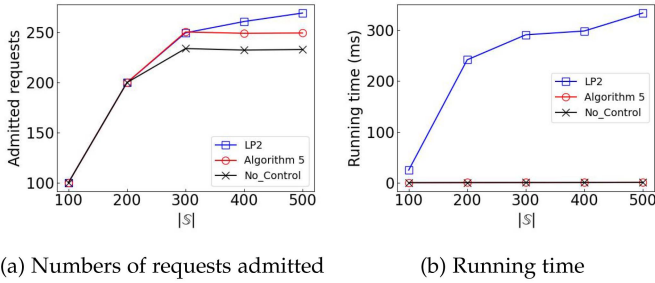 Admitted requests
250
200
150
100
LP2
Algorithm 5
No_Control
100 200 300 400 500
|𝕊|
(a) Numbers of requests admitted
Running time (ms)
300
200
100
0
LP2
Algorithm 5
No_Control
100 200 300 400 500
|𝕊|
(b) Running time